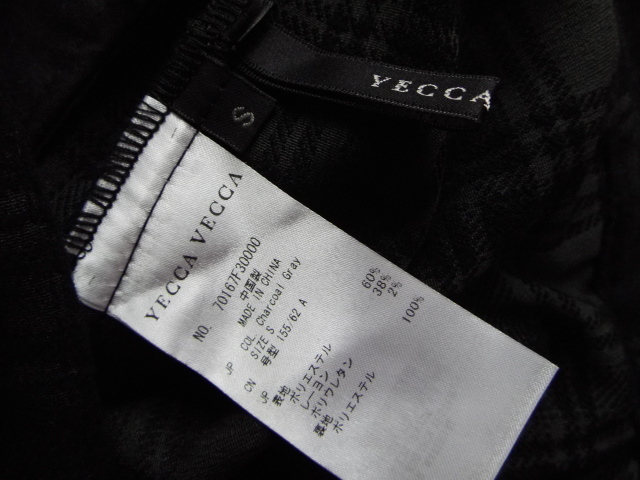 YECCA
S
YECCA VECCA
NO. 70167F30000
中国製
MADE IN CHINA
COL Charcoal Gray
JP SIZE S
CN 号型 155/62 A
JP 表地 ポリエステル 60%
レーヨン 38%
ポリウレタン 2%
裏地 ポリエステル 100%